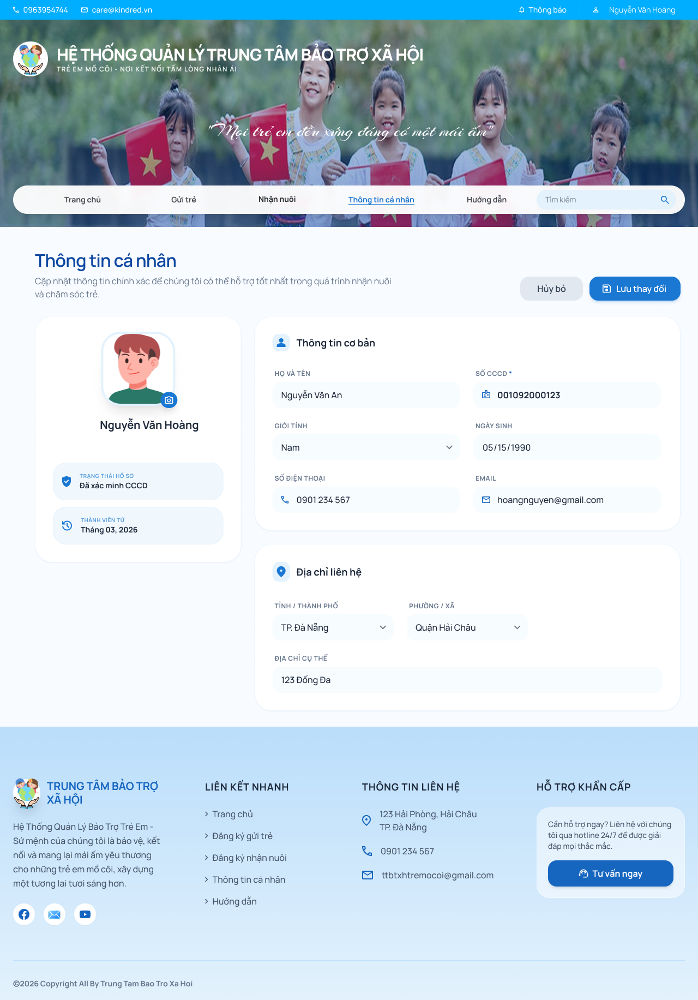 0963954744
care@kindred.vn
Thông báo
Nguyễn Văn Hoàng
HỆ THỐNG QUẢN LÝ TRUNG TÂM BẢO TRỢ XÃ HỘI
TRẺ EM MỒ CÔI - NƠI KẾT NỐI TẤM LÒNG NHÂN ÁI
"Mọi trẻ em đều xứng đáng có một mái ấm"
Trang chủ
Gửi trẻ
Nhận nuôi
Thông tin cá nhân
Hướng dẫn
Tìm kiếm
Thông tin cá nhân
Cập nhật thông tin chính xác để chúng tôi có thể hỗ trợ tốt nhất trong quá trình nhận nuôi
và chăm sóc trẻ.
Hủy bỏ
Lưu thay đổi
Nguyễn Văn Hoàng
TRẠNG THÁI HỒ SƠ
Đã xác minh CCCD
THÀNH VIÊN TỪ
Tháng 03, 2026
Thông tin cơ bản
HỌ VÀ TÊN
SỐ CCCD *
Nguyễn Văn An
001092000123
GIỚI TÍNH
NGÀY SINH
Nam
05/15/1990
SỐ ĐIỆN THOẠI
EMAIL
0901 234 567
hoangnguyen@gmail.com
Địa chỉ liên hệ
TỈNH / THÀNH PHỐ
PHƯỜNG / XÃ
TP. Đà Nẵng
Quận Hải Châu
ĐỊA CHỈ CỤ THỂ
123 Đống Đa
TRUNG TÂM BẢO TRỢ
XÃ HỘI
Hệ Thống Quản Lý Bảo Trợ Trẻ Em -
Sứ mệnh của chúng tôi là bảo vệ, kết
nối và mang lại mái ấm yêu thương
cho những trẻ em mồ côi, xây dựng
một tương lai tươi sáng hơn.
LIÊN KẾT NHANH
Trang chủ
Đăng ký gửi trẻ
Đăng ký nhận nuôi
Thông tin cá nhân
Hướng dẫn
THÔNG TIN LIÊN HỆ
123 Hải Phòng, Hải Châu
TP. Đà Nẵng
0901 234 567
ttbtxhtremocoi@gmail.com
HỖ TRỢ KHẨN CẤP
Cần hỗ trợ ngay? Liên hệ với chúng
tôi qua hotline 24/7 để được giải
đáp mọi thắc mắc.
Tư vấn ngay
©2026 Copyright All By Trung Tam Bao Tro Xa Hoi